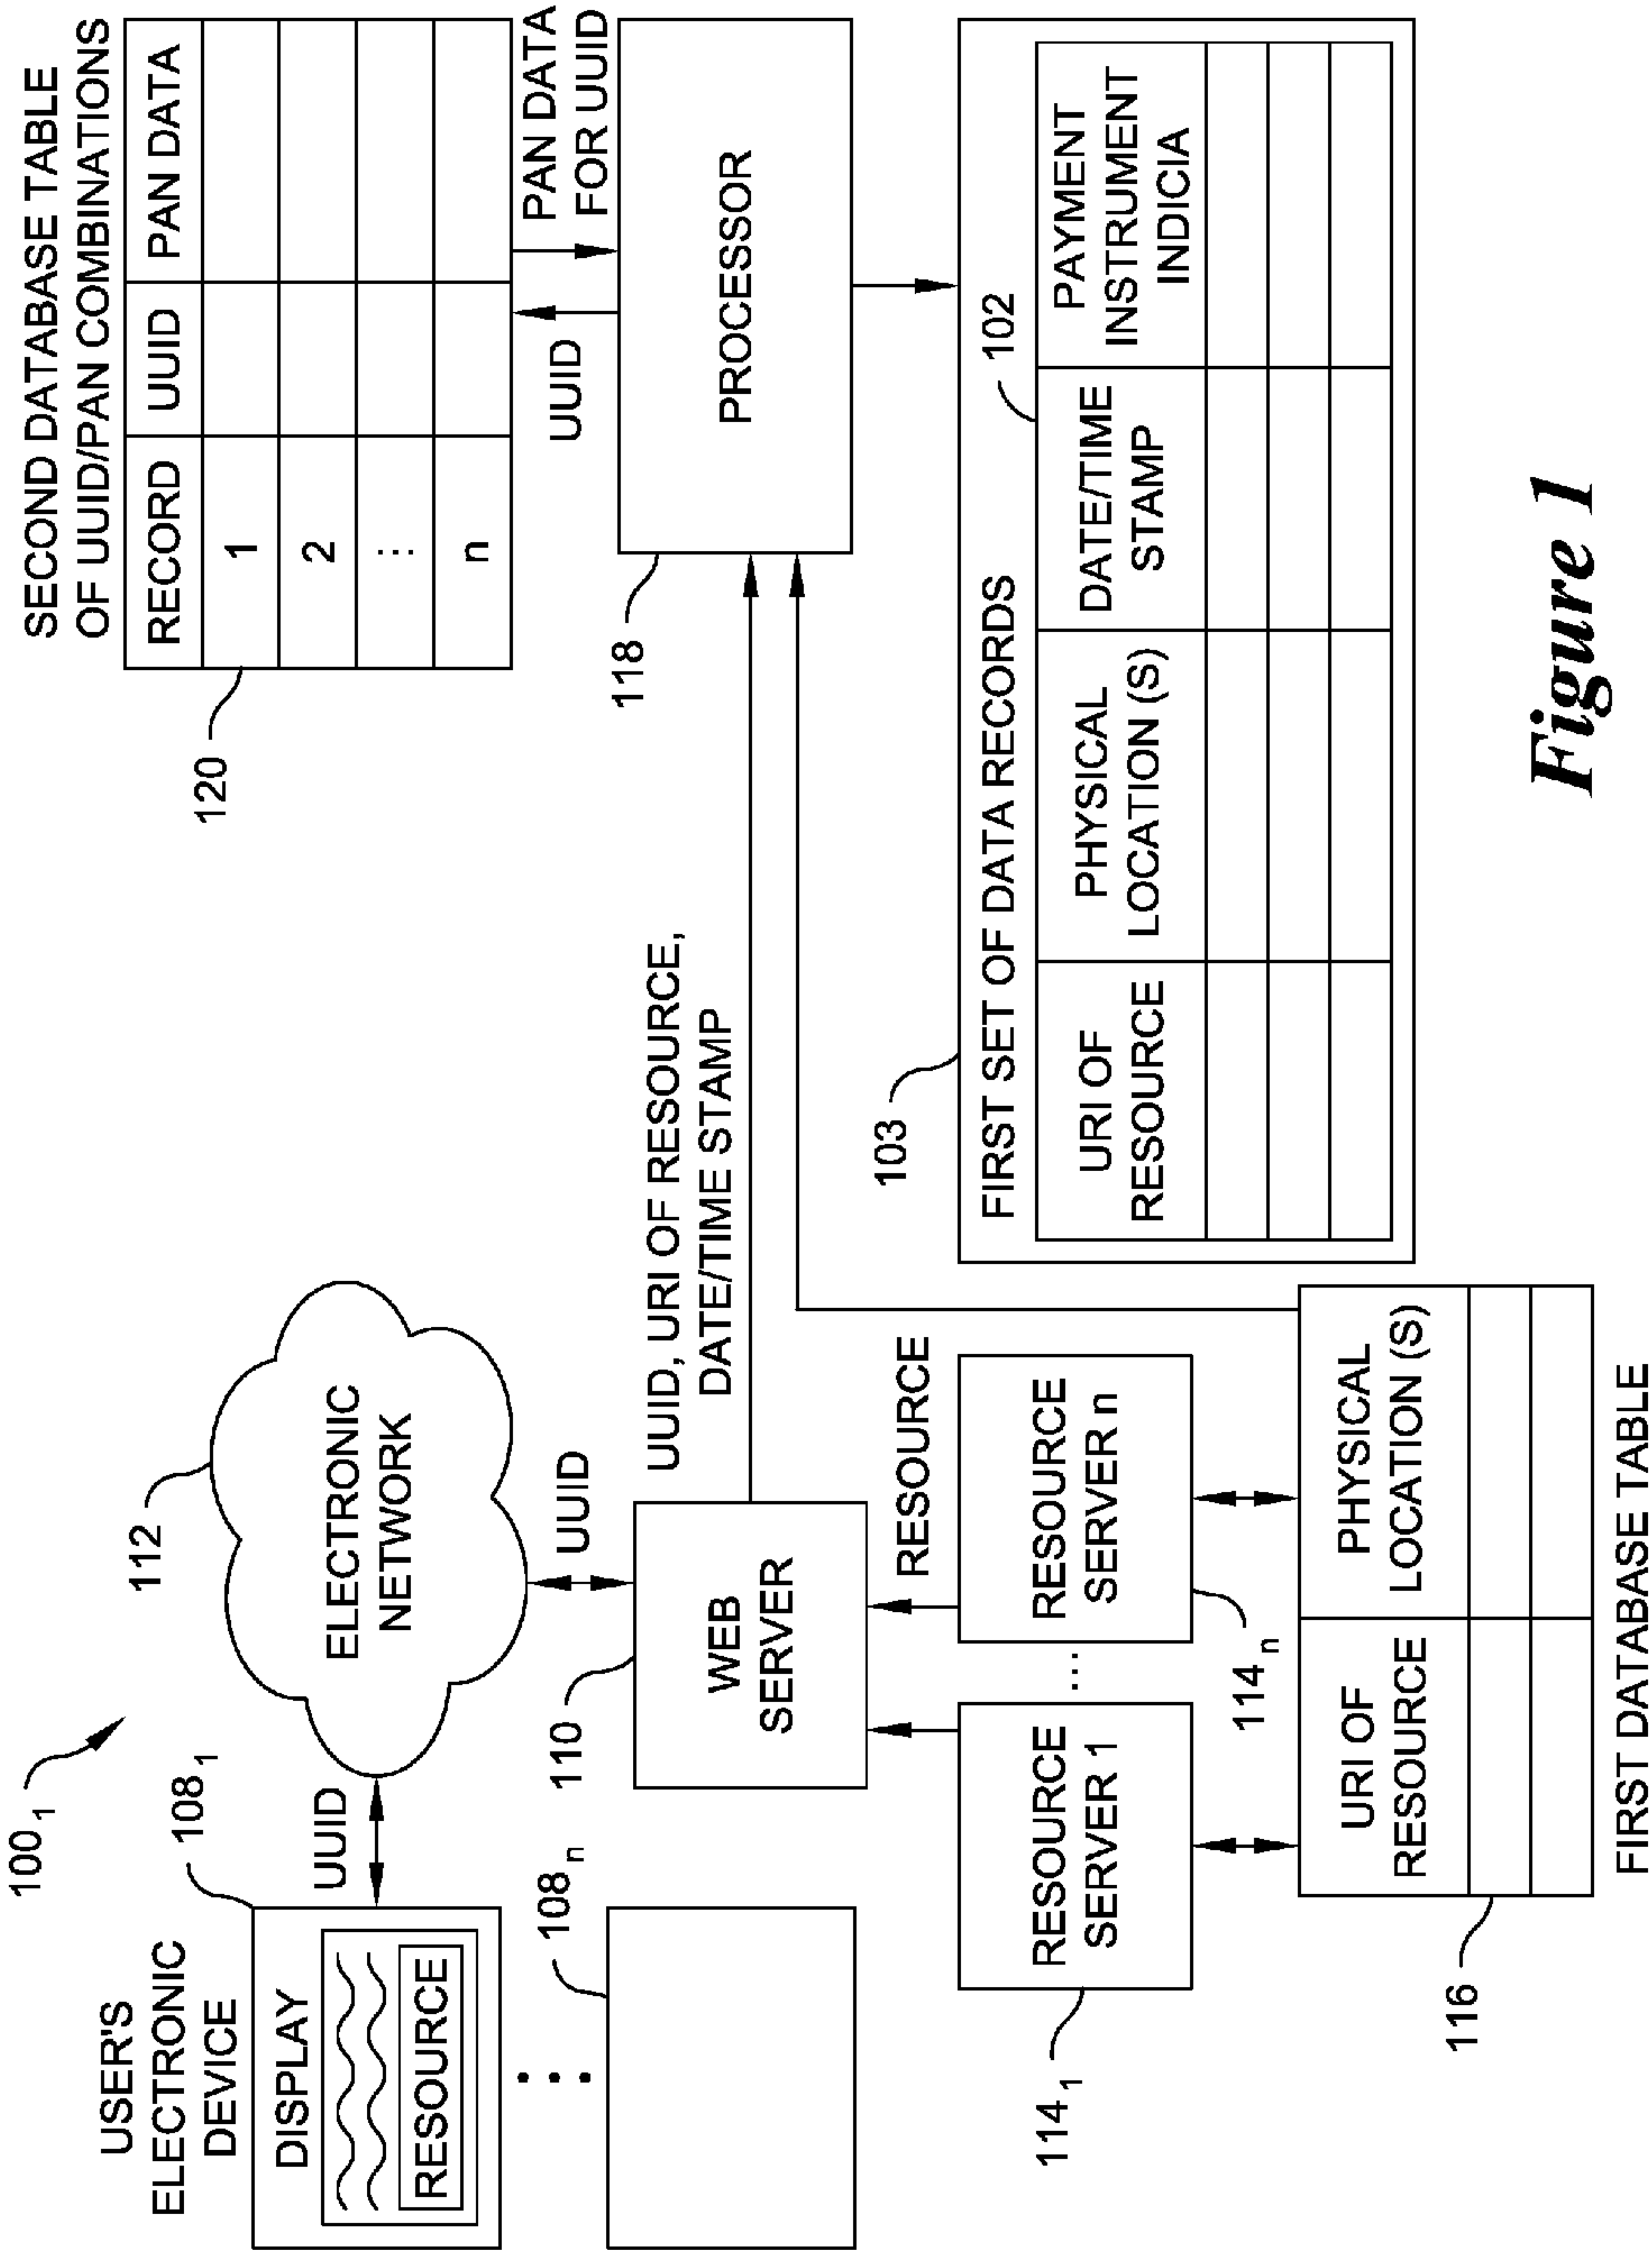 100 1
USER'S
ELECTRONIC
DEVICE
108 1
DISPLAY
RESOURCE
UUID
112
ELECTRONIC
NETWORK
108 n
UUID
110
WEB
SERVER
UUID, URI OF RESOURCE,
DATE/TIME STAMP
SECOND DATABASE TABLE
OF UUID/PAN COMBINATIONS
RECORD UUID PAN DATA
1
2
...
n
120
UUID
PAN DATA
FOR UUID
118
PROCESSOR
RESOURCE
RESOURCE
SERVER 1
...
RESOURCE
SERVER n
114 1
114 n
116
URI OF
RESOURCE
PHYSICAL
LOCATION (S)
FIRST DATABASE TABLE
103
FIRST SET OF DATA RECORDS
102
URI OF
RESOURCE
PHYSICAL
LOCATION (S)
DATE/TIME
STAMP
PAYMENT
INSTRUMENT
INDICIA
Figure 1